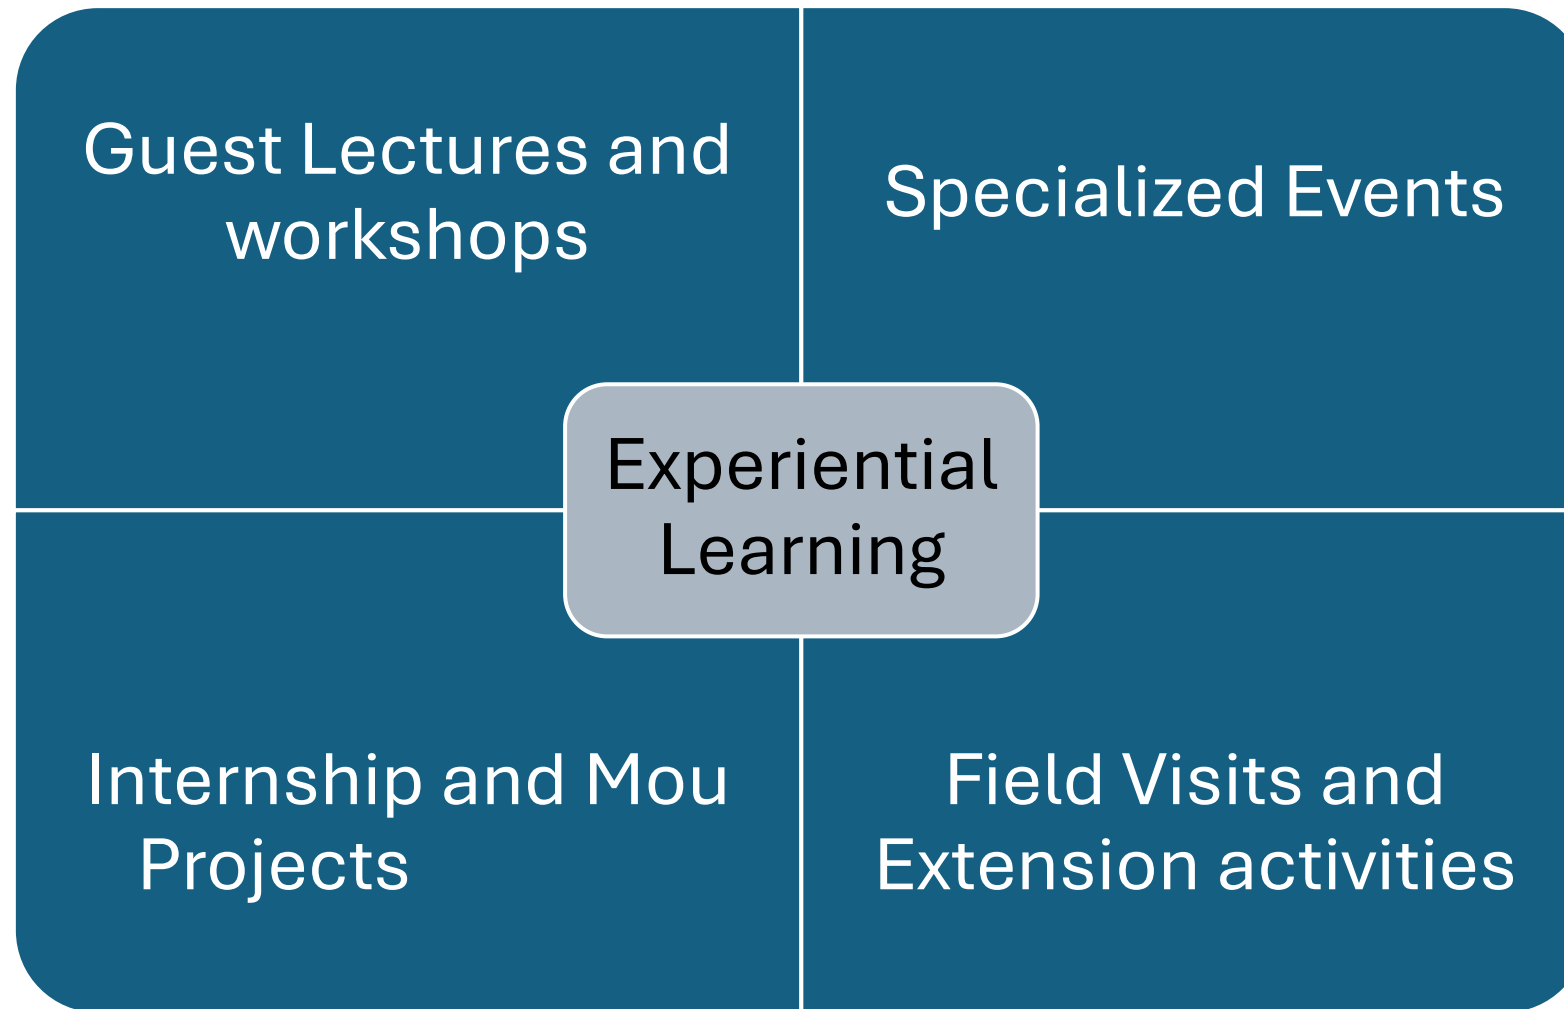 Guest Lectures and
workshops
Specialized Events
Experiential
Learning
Internship and Mou
Projects
Field Visits and
Extension activities